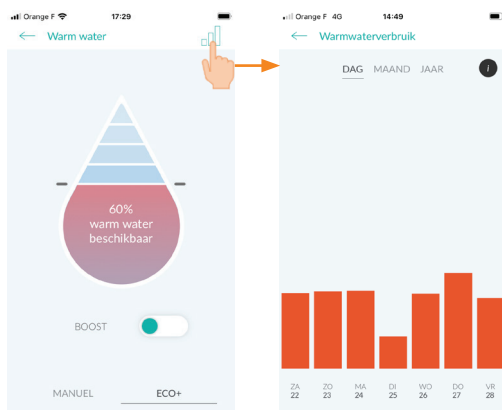 Orange F 17:29
Warm water
60%
warm water
beschikbaar
BOOST
MANUEL ECO+
Orange F 4G 14:49
Warmwaterverbruik
DAG MAAND JAAR i
ZA ZO MA DI WO DO VR
22 23 24 25 26 27 28